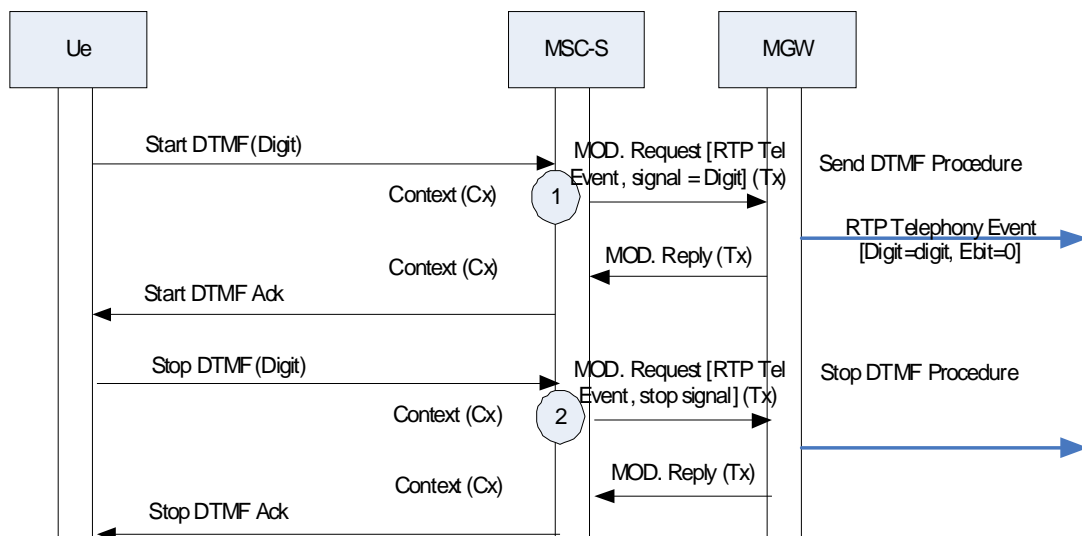 Ue
MSC-S
MGW
Start DTMF (Digit)
MOD. Request [RTP Tel
Event, signal = Digit] (Tx)
Send DTMF Procedure
Context (Cx)
1
RTP Telephony Event
[Digit=digit, Ebit=0]
MOD. Reply (Tx)
Context (Cx)
Start DTMF Ack
Stop DTMF (Digit)
MOD. Request [RTP Tel
Event, stop signal] (Tx)
Stop DTMF Procedure
Context (Cx)
2
MOD. Reply (Tx)
Context (Cx)
Stop DTMF Ack